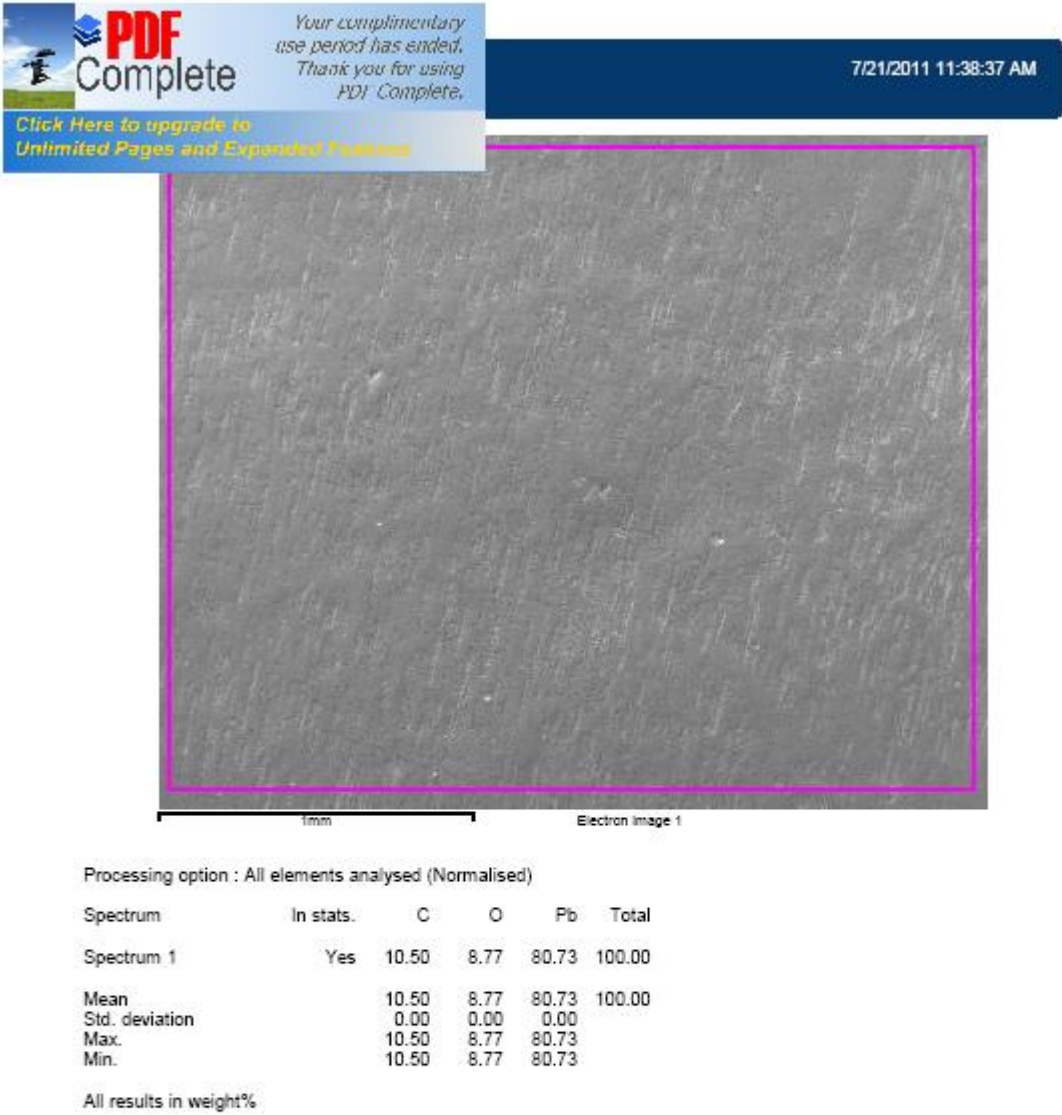 PDF
Complete
Your complimentary
use period has ended.
Thank you for using
PDF Complete.
Click Here to upgrade to
Unlimited Pages and Expanded Features
7/21/2011 11:38:37 AM
1mm
Electron Image 1
Processing option : All elements analysed (Normalised)
Spectrum In stats. C O Pb Total
Spectrum 1 Yes 10.50 8.77 80.73 100.00
Mean 10.50 8.77 80.73 100.00
Std. deviation 0.00 0.00 0.00
Max. 10.50 8.77 80.73
Min. 10.50 8.77 80.73
All results in weight%